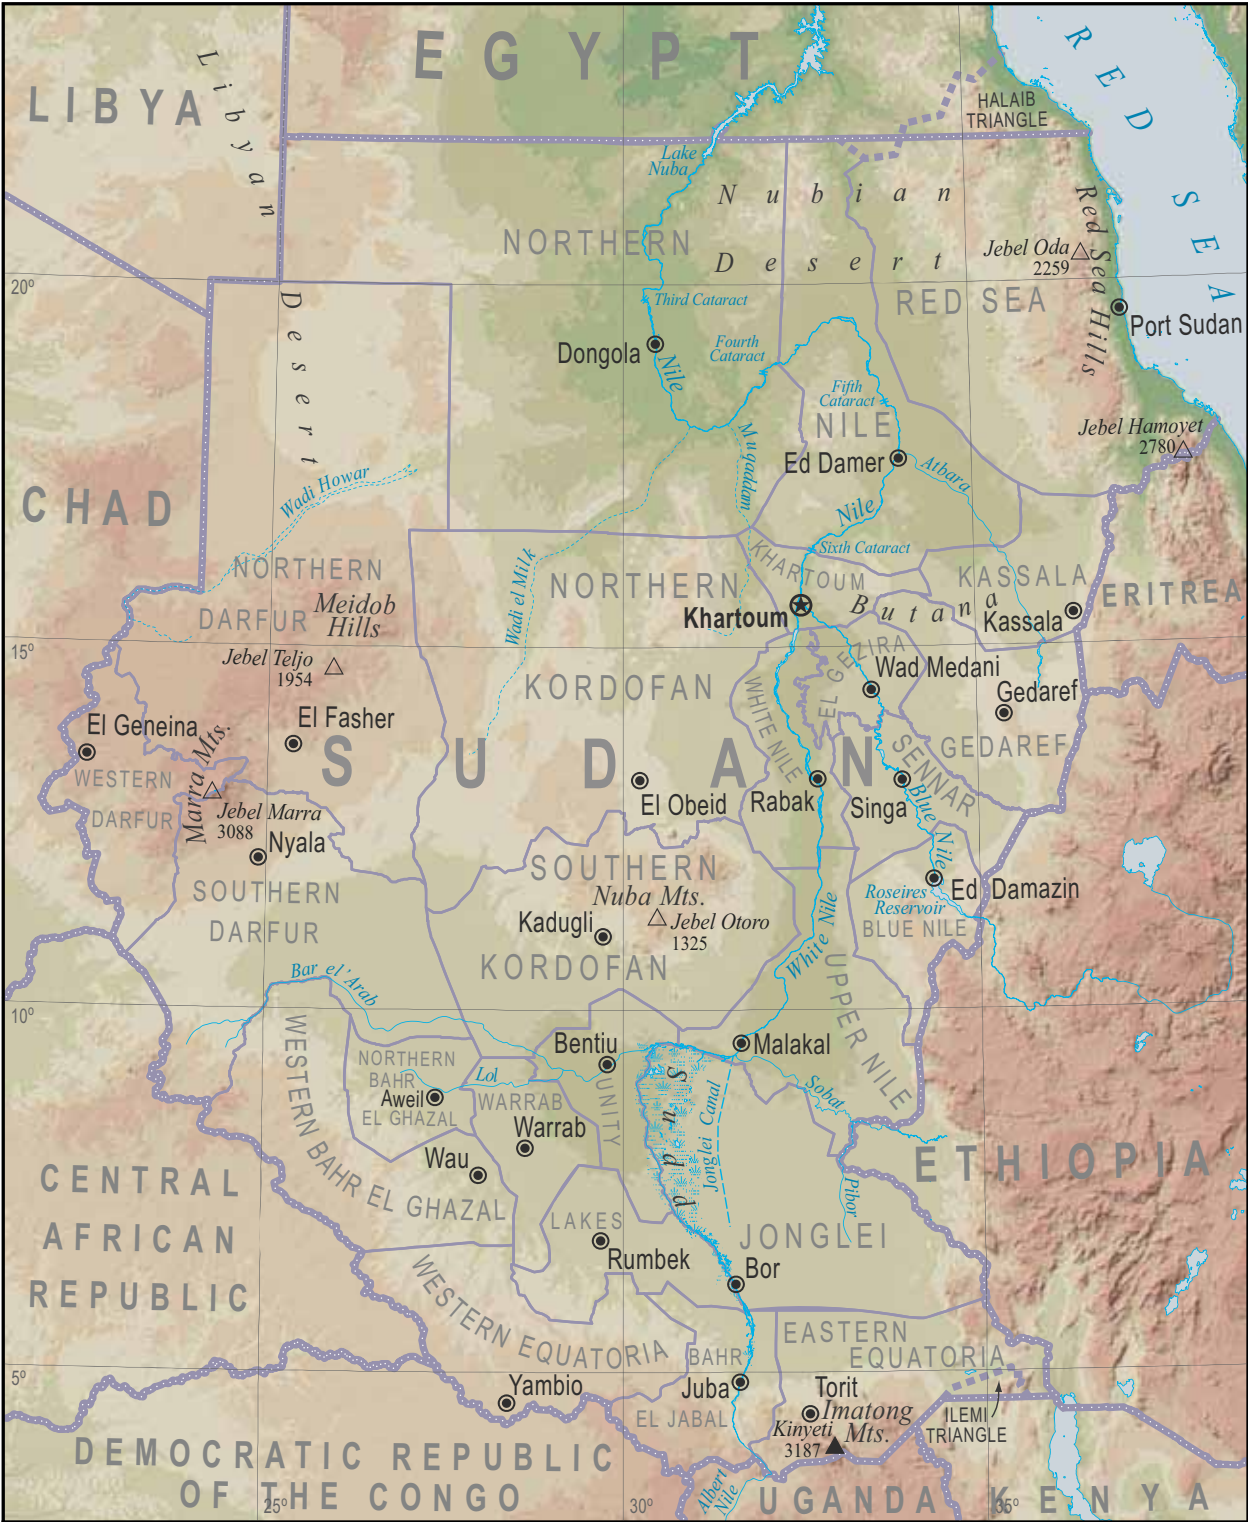 EGYPT
LIBYA
Libyan
Desert
RED SEA
HALAIB
TRIANGLE
Lake
Nuba
Nubian
Desert
NORTHERN
Jebel Oda
2259
Red Sea Hills
20º
Third Cataract
RED SEA
Port Sudan
Dongola
Nile
Fourth
Cataract
Fifth
Cataract
NILE
Mugaddam
Jebel Hamoyet
2780
Ed Damer
Atbara
Wadi Howar
CHAD
Nile
Sixth Cataract
Wadi el Milk
NORTHERN
DARFUR
Meidob
Hills
NORTHERN
KORDOFAN
KHARTOUM
Khartoum
Butana
KASSALA
Kassala
ERITREA
15º
Jebel Teljo
1954
EL GEZIRA
Wad Medani
WHITE NILE
Gedaref
GEDAREF
El Geneina
El Fasher
Marra Mts.
WESTERN
DARFUR
SUDAN
SENNAR
El Obeid
Rabak
Singa
Blue Nile
Jebel Marra
3088
Nyala
SOUTHERN
DARFUR
SOUTHERN
KORDOFAN
Nuba Mts.
Jebel Otoro
1325
Kadugli
Roseires
Reservoir
Ed Damazin
BLUE NILE
White Nile
UPPER NILE
Bar el'Arab
10º
WESTERN BAHR EL GHAZAL
NORTHERN
BAHR
Aweil
EL GHAZAL
Lol
WARRAB
Warrab
Bentiu
UNITY
Malakal
Sudd
Jonglei Canal
Sobat
Pibor
Wau
ETHIOPIA
CENTRAL
AFRICAN
REPUBLIC
LAKES
Rumbek
JONGLEI
Bor
WESTERN EQUATORIA
EASTERN
EQUATORIA
BAHR
EL JABAL
Juba
5º
Yambio
Torit
Imatong
Mts.
Kinyeti
3187
ILEMI
TRIANGLE
DEMOCRATIC REPUBLIC
OF THE CONGO
Albert
Nile
UGANDA
KENYA
25º
30º
35º